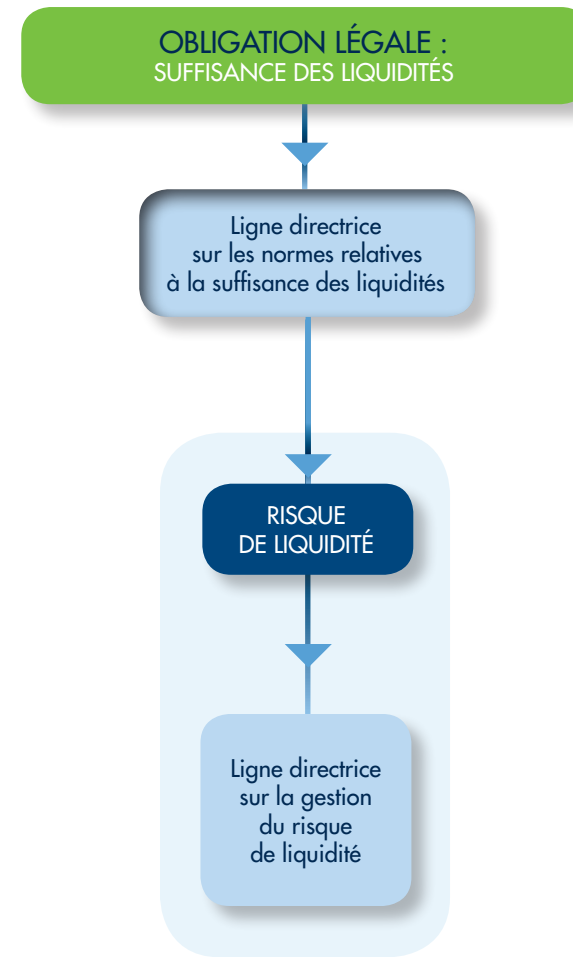 OBLIGATION LÉGALE :
SUFFISANCE DES LIQUIDITÉS
Ligne directrice
sur les normes relatives
à la suffisance des liquidités
RISQUE
DE LIQUIDITÉ
Ligne directrice
sur la gestion
du risque
de liquidité